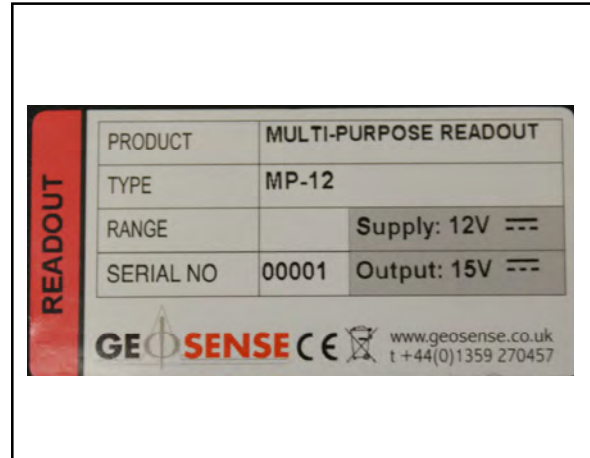 READOUT
PRODUCT MULTI-PURPOSE READOUT
TYPE MP-12
RANGE Supply: 12V ⎓
SERIAL NO 00001 Output: 15V ⎓
GEOSENSE CE www.geosense.co.uk
t +44(0)1359 270457